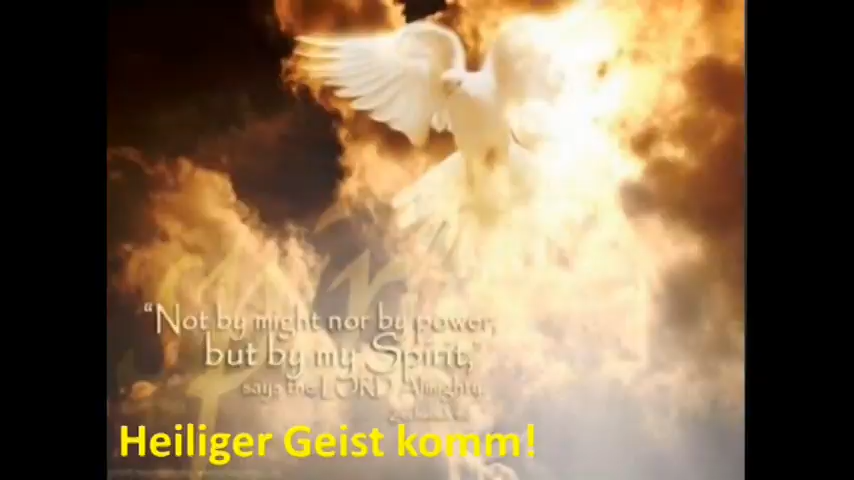 “Not by might nor by power,
but by my Spirit,”
says the LORD Almighty.
Heiliger Geist komm!